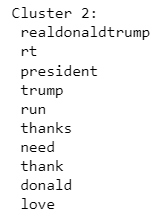 Cluster 2:
realdonaldtrump
rt
president
trump
run
thanks
need
thank
donald
love